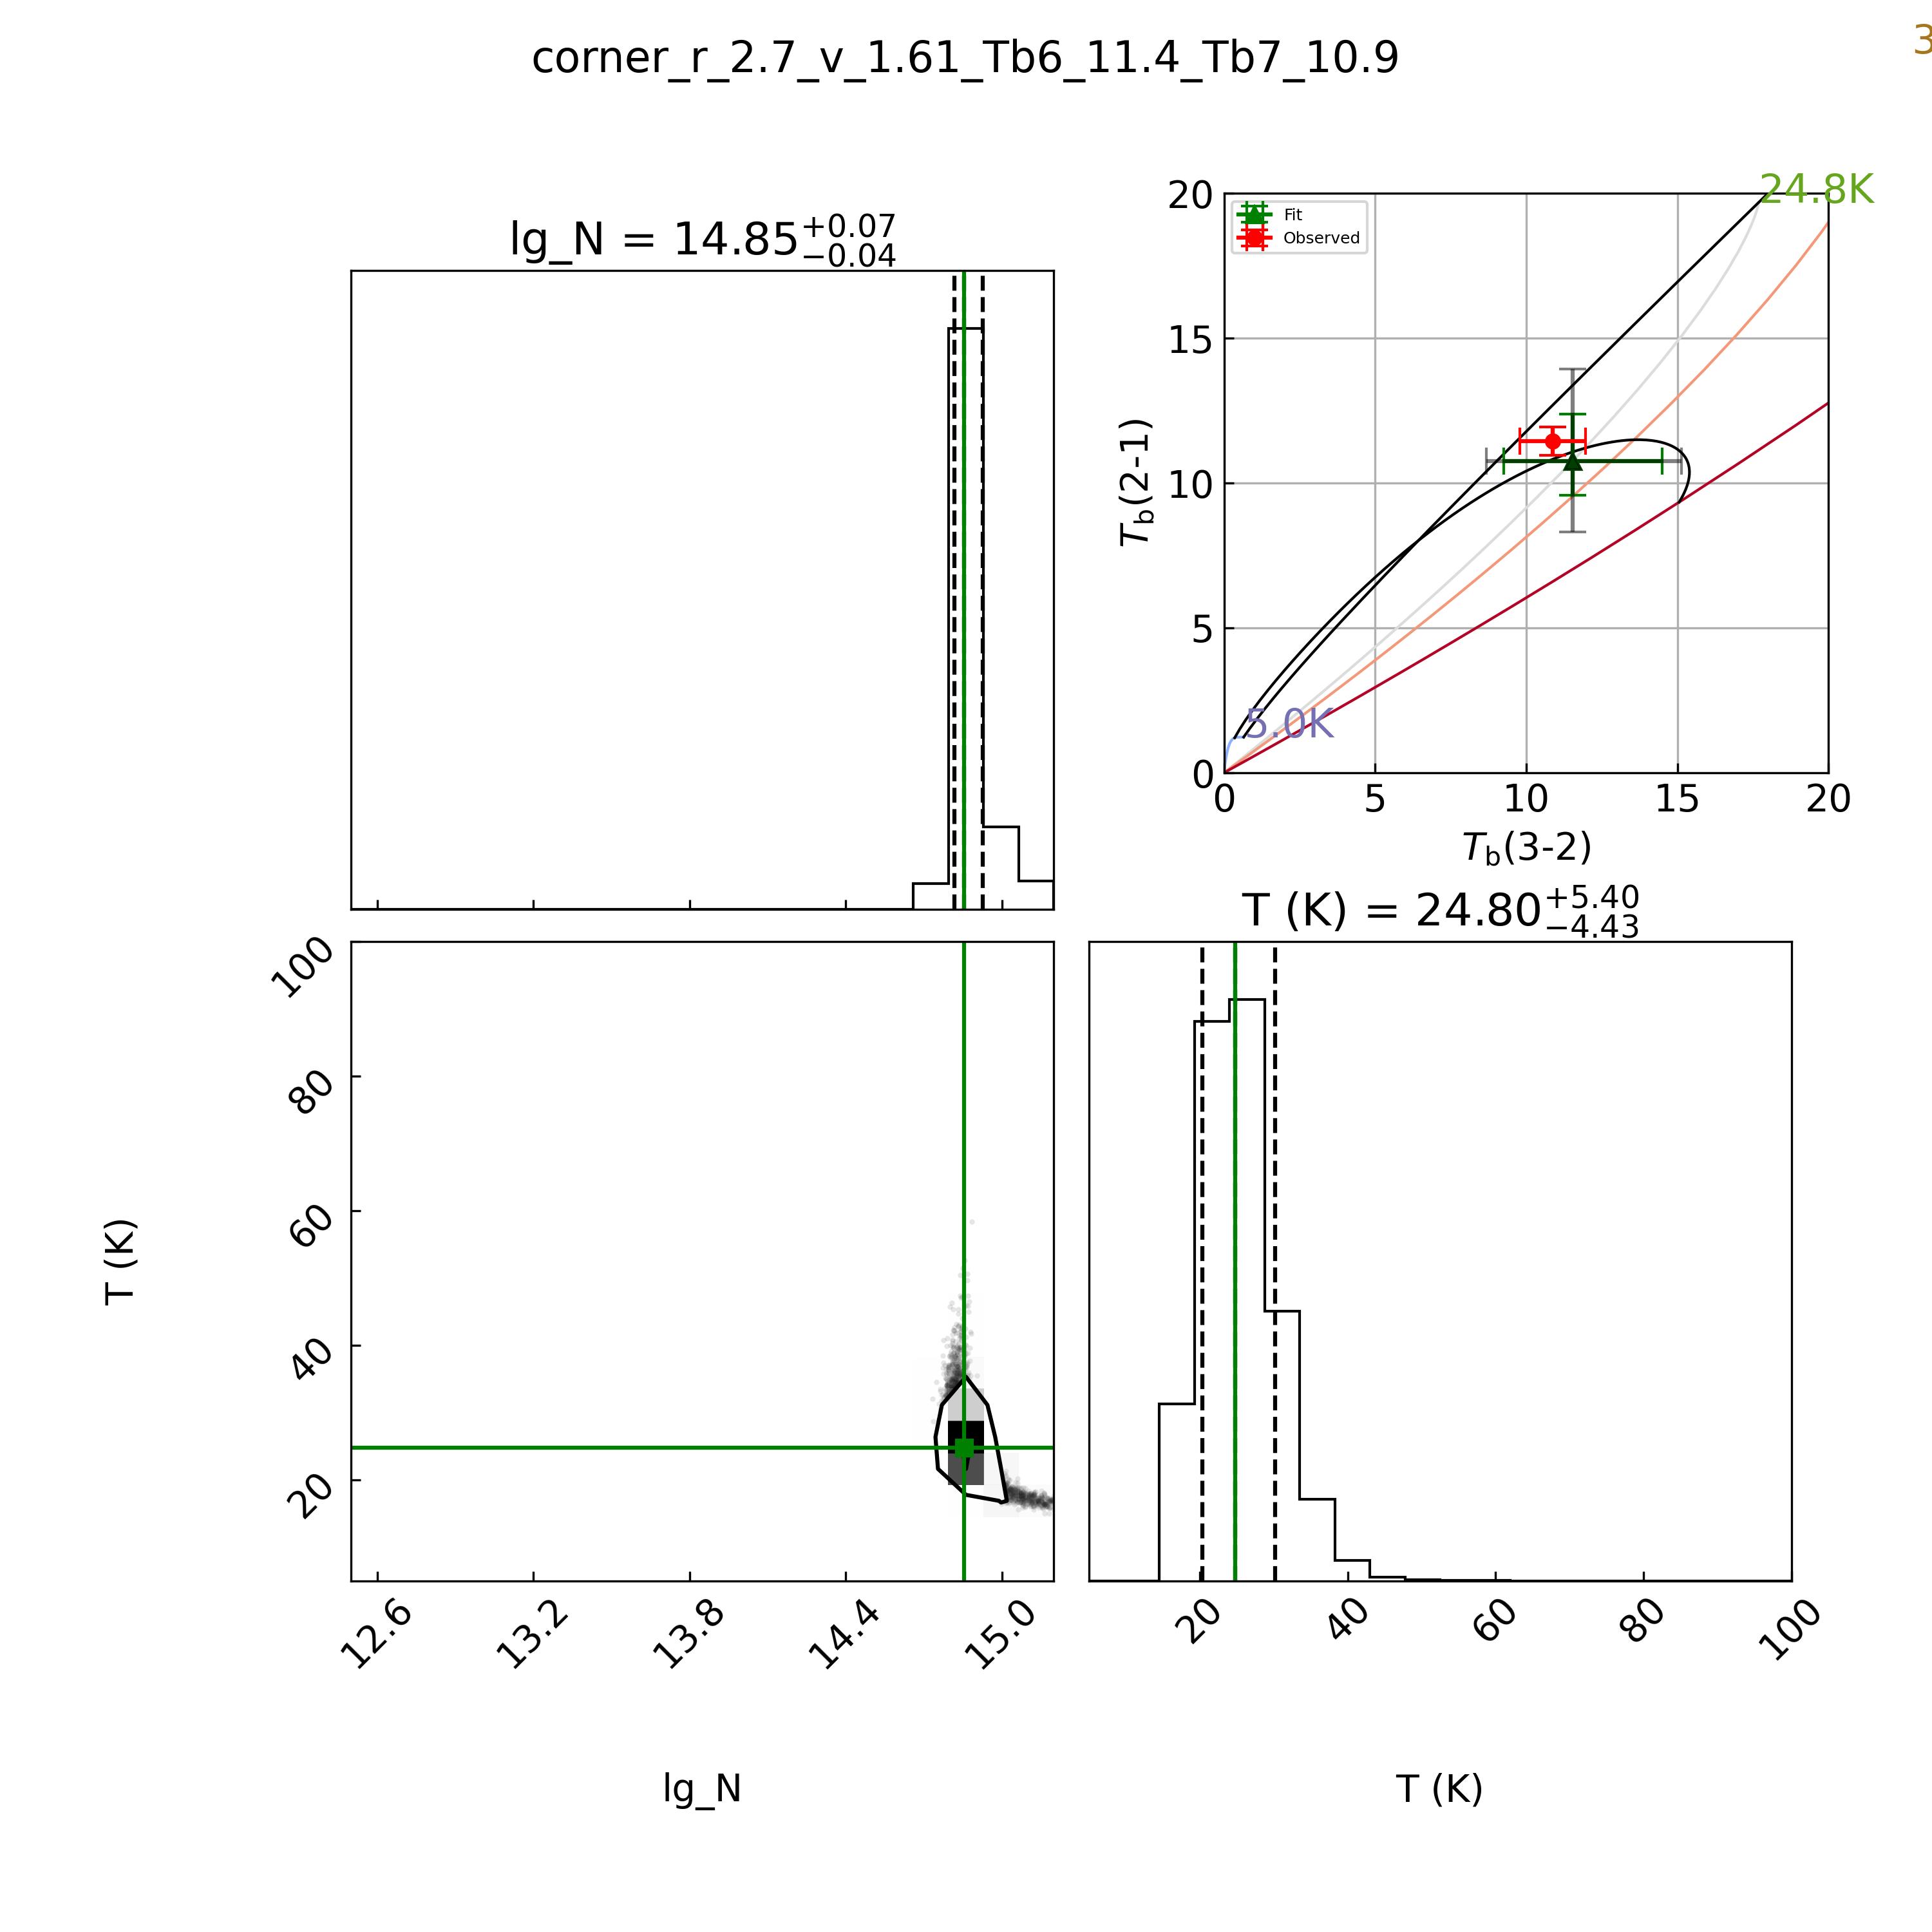 3
corner_r_2.7_v_1.61_Tb6_11.4_Tb7_10.9
lg_N = 14.85+0.07−0.04
24.8K
20
15
10
5
0
Fit
Observed
Tb(2-1)
5.0K
0 5 10 15 20
Tb(3-2)
T (K) = 24.80+5.40−4.43
100
80
60
40
20
T (K)
12.6 13.2 13.8 14.4 15.0
lg_N
20 40 60 80 100
T (K)